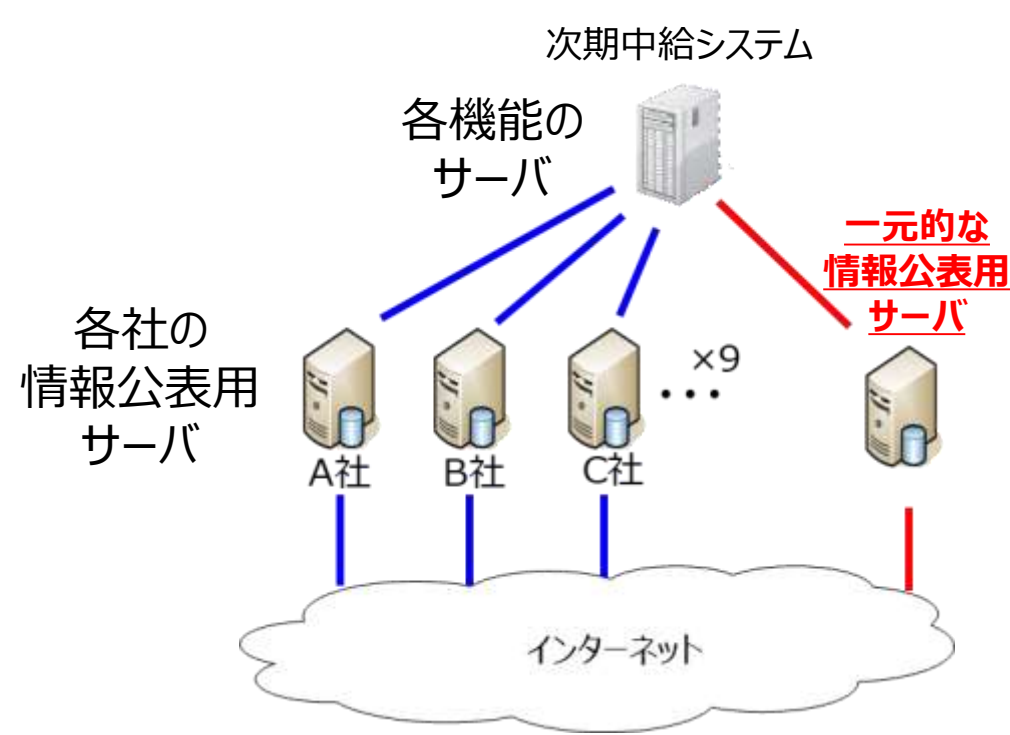 次期中給システム
各機能の
サーバ
一元的な
情報公表用
サーバ
各社の
情報公表用
サーバ
×9
・・・
A社
B社
C社
インターネット